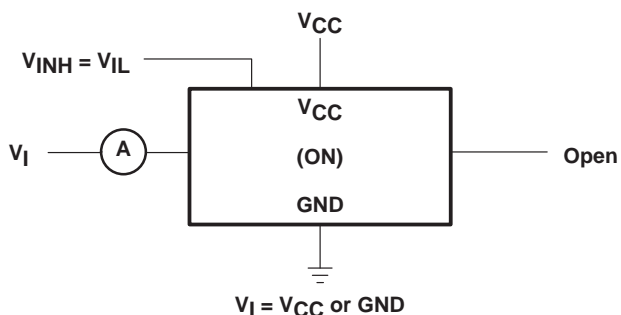 VCC
VINH = VIL
VCC
VI
A
(ON)
Open
GND
VI = VCC or GND